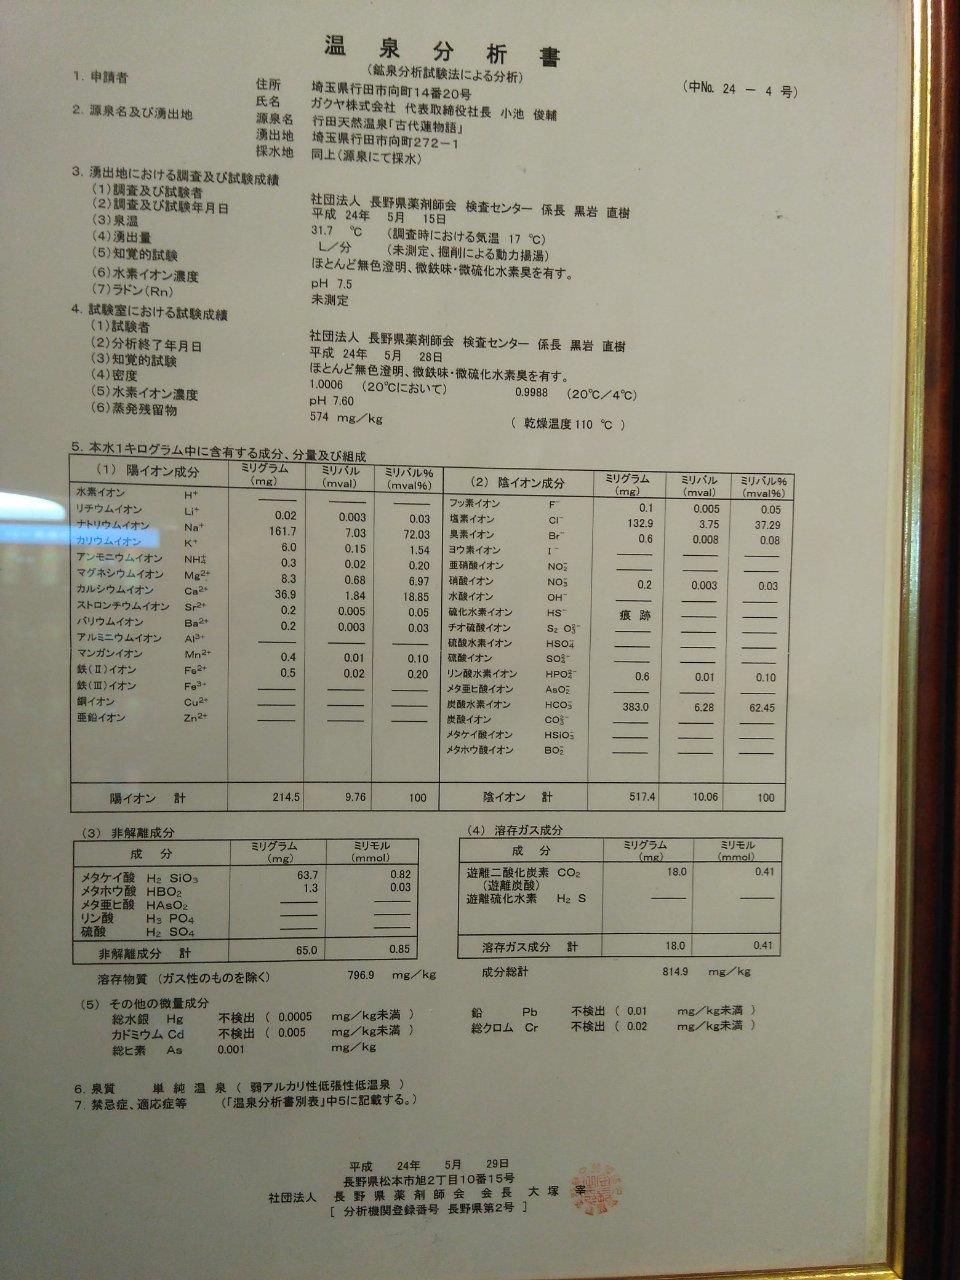 温泉分析書
(鉱泉分析試験法による分析)
(中No. 24 － 4 号)
1. 申請者 住所 埼玉県行田市向町14番20号
氏名 ガクヤ株式会社 代表取締役社長 小池 俊輔
2. 源泉名及び湧出地 源泉名 行田天然温泉「古代蓮物語」
湧出地 埼玉県行田市向町272－1
採水地 同上(源泉にて採水)
3. 湧出地における調査及び試験成績
(1)調査及び試験者 社団法人 長野県薬剤師会 検査センター 係長 黒岩 直樹
(2)調査及び試験年月日 平成 24年 5月 15日
(3)泉温 31.7 ℃ (調査時における気温 17 ℃)
(4)湧出量 L／分 (未測定、掘削による動力揚湯)
(5)知覚的試験 ほとんど無色澄明、微鉄味・微硫化水素臭を有す。
(6)水素イオン濃度 pH 7.5
(7)ラドン(Rn) 未測定
4. 試験室における試験成績
(1)試験者 社団法人 長野県薬剤師会 検査センター 係長 黒岩 直樹
(2)分析終了年月日 平成 24年 5月 28日
(3)知覚的試験 ほとんど無色澄明、微鉄味・微硫化水素臭を有す。
(4)密度 1.0006 (20℃において) 0.9988 (20℃／4℃)
(5)水素イオン濃度 pH 7.60
(6)蒸発残留物 574 mg／kg ( 乾燥温度110 ℃ )
5. 本水1キログラム中に含有する成分、分量及び組成
(1) 陽イオン成分 ミリグラム (mg) ミリバル (mval) ミリバル% (mval%)
水素イオン H⁺ ―― ―― ――
リチウムイオン Li⁺ 0.02 0.003 0.03
ナトリウムイオン Na⁺ 161.7 7.03 72.03
カリウムイオン K⁺ 6.0 0.15 1.54
アンモニウムイオン NH₄⁺ 0.3 0.02 0.20
マグネシウムイオン Mg²⁺ 8.3 0.68 6.97
カルシウムイオン Ca²⁺ 36.9 1.84 18.85
ストロンチウムイオン Sr²⁺ 0.2 0.005 0.05
バリウムイオン Ba²⁺ 0.2 0.003 0.03
アルミニウムイオン Al³⁺ ―― ―― ――
マンガンイオン Mn²⁺ 0.4 0.01 0.10
鉄(Ⅱ)イオン Fe²⁺ 0.5 0.02 0.20
鉄(Ⅲ)イオン Fe³⁺ ―― ―― ――
銅イオン Cu²⁺ ―― ―― ――
亜鉛イオン Zn²⁺ ―― ―― ――
陽イオン 計 214.5 9.76 100
(2) 陰イオン成分 ミリグラム (mg) ミリバル (mval) ミリバル% (mval%)
フッ素イオン F⁻ 0.1 0.005 0.05
塩素イオン Cl⁻ 132.9 3.75 37.29
臭素イオン Br⁻ 0.6 0.008 0.08
ヨウ素イオン I⁻ ―― ―― ――
亜硝酸イオン NO₂⁻ ―― ―― ――
硝酸イオン NO₃⁻ 0.2 0.003 0.03
水酸イオン OH⁻ ―― ―― ――
硫化水素イオン HS⁻ 痕跡 ―― ――
チオ硫酸イオン S₂O₃²⁻ ―― ―― ――
硫酸水素イオン HSO₄⁻ ―― ―― ――
硫酸イオン SO₄²⁻ ―― ―― ――
リン酸水素イオン HPO₄²⁻ 0.6 0.01 0.10
メタ亜ヒ酸イオン AsO₂⁻ ―― ―― ――
炭酸水素イオン HCO₃⁻ 383.0 6.28 62.45
炭酸イオン CO₃²⁻ ―― ―― ――
メタケイ酸イオン HSiO₃⁻ ―― ―― ――
メタホウ酸イオン BO₂⁻ ―― ―― ――
陰イオン 計 517.4 10.06 100
(3) 非解離成分
成 分 ミリグラム (mg) ミリモル (mmol)
メタケイ酸 H₂SiO₃ 63.7 0.82
メタホウ酸 HBO₂ 1.3 0.03
メタ亜ヒ酸 HAsO₂ ―― ――
リン酸 H₃PO₄ ―― ――
硫酸 H₂SO₄ ―― ――
非解離成分 計 65.0 0.85
(4) 溶存ガス成分
成 分 ミリグラム (mg) ミリモル (mmol)
遊離二酸化炭素 CO₂ 18.0 0.41
(遊離炭酸)
遊離硫化水素 H₂S ―― ――
溶存ガス成分 計 18.0 0.41
溶存物質 (ガス性のものを除く) 796.9 mg／kg
成分総計 814.9 mg／kg
(5) その他の微量成分
総水銀 Hg 不検出 ( 0.0005 mg／kg未満 )
カドミウム Cd 不検出 ( 0.005 mg／kg未満 )
総ヒ素 As 0.001 mg／kg
鉛 Pb 不検出 ( 0.01 mg／kg未満 )
総クロム Cr 不検出 ( 0.02 mg／kg未満 )
6. 泉質 単純温泉 ( 弱アルカリ性低張性低温泉 )
7. 禁忌症、適応症等 (「温泉分析書別表」中5に記載する。)
平成 24年 5月 29日
長野県松本市旭2丁目10番15号
社団法人 長野県薬剤師会 会長 大塚 宰
[ 分析機関登録番号 長野県第2号 ]